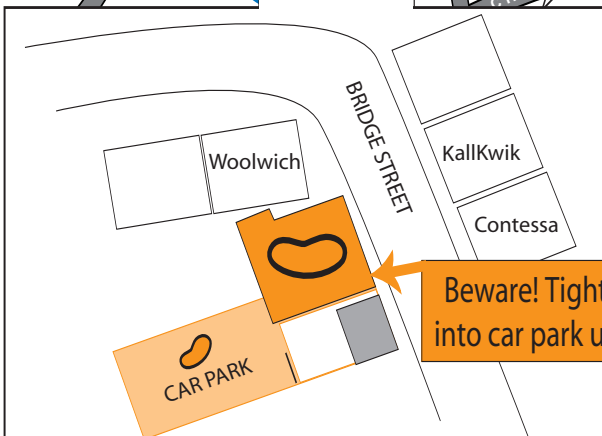 BRIDGE STREET
Woolwich
KallKwik
Contessa
Beware! Tight
into car park u
CAR PARK